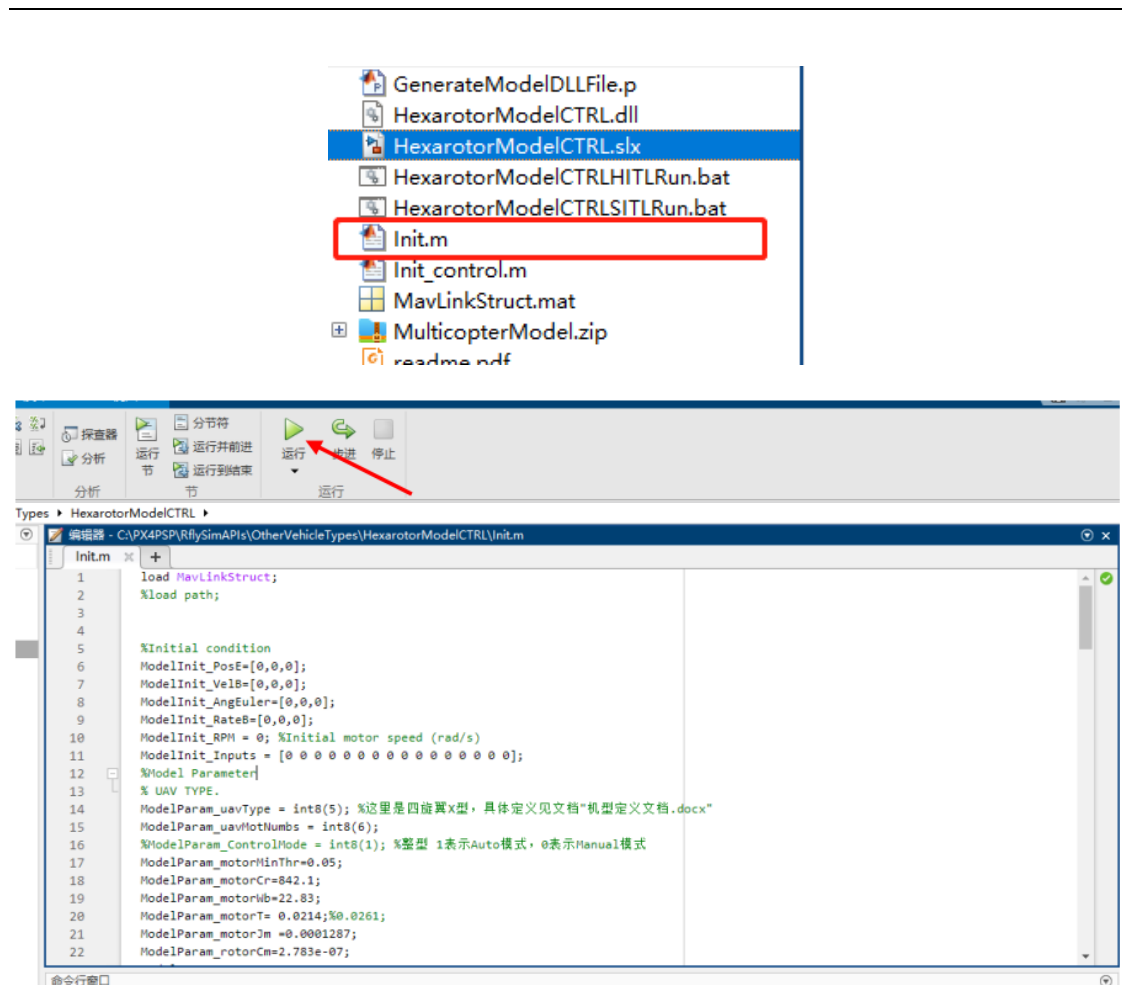 GenerateModelDLLFile.p
HexarotorModelCTRL.dll
HexarotorModelCTRL.slx
HexarotorModelCTRLHITLRun.bat
HexarotorModelCTRLSITLRun.bat
Init.m
Init_control.m
MavLinkStruct.mat
MulticopterModel.zip
readme.pdf
探查器
分析
分析
运行
节
分节符
运行并前进
运行到结束
节
运行
步进
停止
运行
Types ▸ HexarotorModelCTRL ▸
编辑器 - C:\PX4PSP\RflySimAPIs\OtherVehicleTypes\HexarotorModelCTRL\Init.m
Init.m
1 load MavLinkStruct;
2 %load path;
3
4
5 %Initial condition
6 ModelInit_PosE=[0,0,0];
7 ModelInit_VelB=[0,0,0];
8 ModelInit_AngEuler=[0,0,0];
9 ModelInit_RateB=[0,0,0];
10 ModelInit_RPM = 0; %Initial motor speed (rad/s)
11 ModelInit_Inputs = [0 0 0 0 0 0 0 0 0 0 0 0 0 0 0 0];
12 %Model Parameter
13 % UAV TYPE.
14 ModelParam_uavType = int8(5); %这里是四旋翼X型，具体定义见文档"机型定义文档.docx"
15 ModelParam_uavMotNumbs = int8(6);
16 %ModelParam_ControlMode = int8(1); %整型 1表示Auto模式，0表示Manual模式
17 ModelParam_motorMinThr=0.05;
18 ModelParam_motorCr=842.1;
19 ModelParam_motorWb=22.83;
20 ModelParam_motorT= 0.0214;%0.0261;
21 ModelParam_motorJm =0.0001287;
22 ModelParam_rotorCm=2.783e-07;
命令行窗口